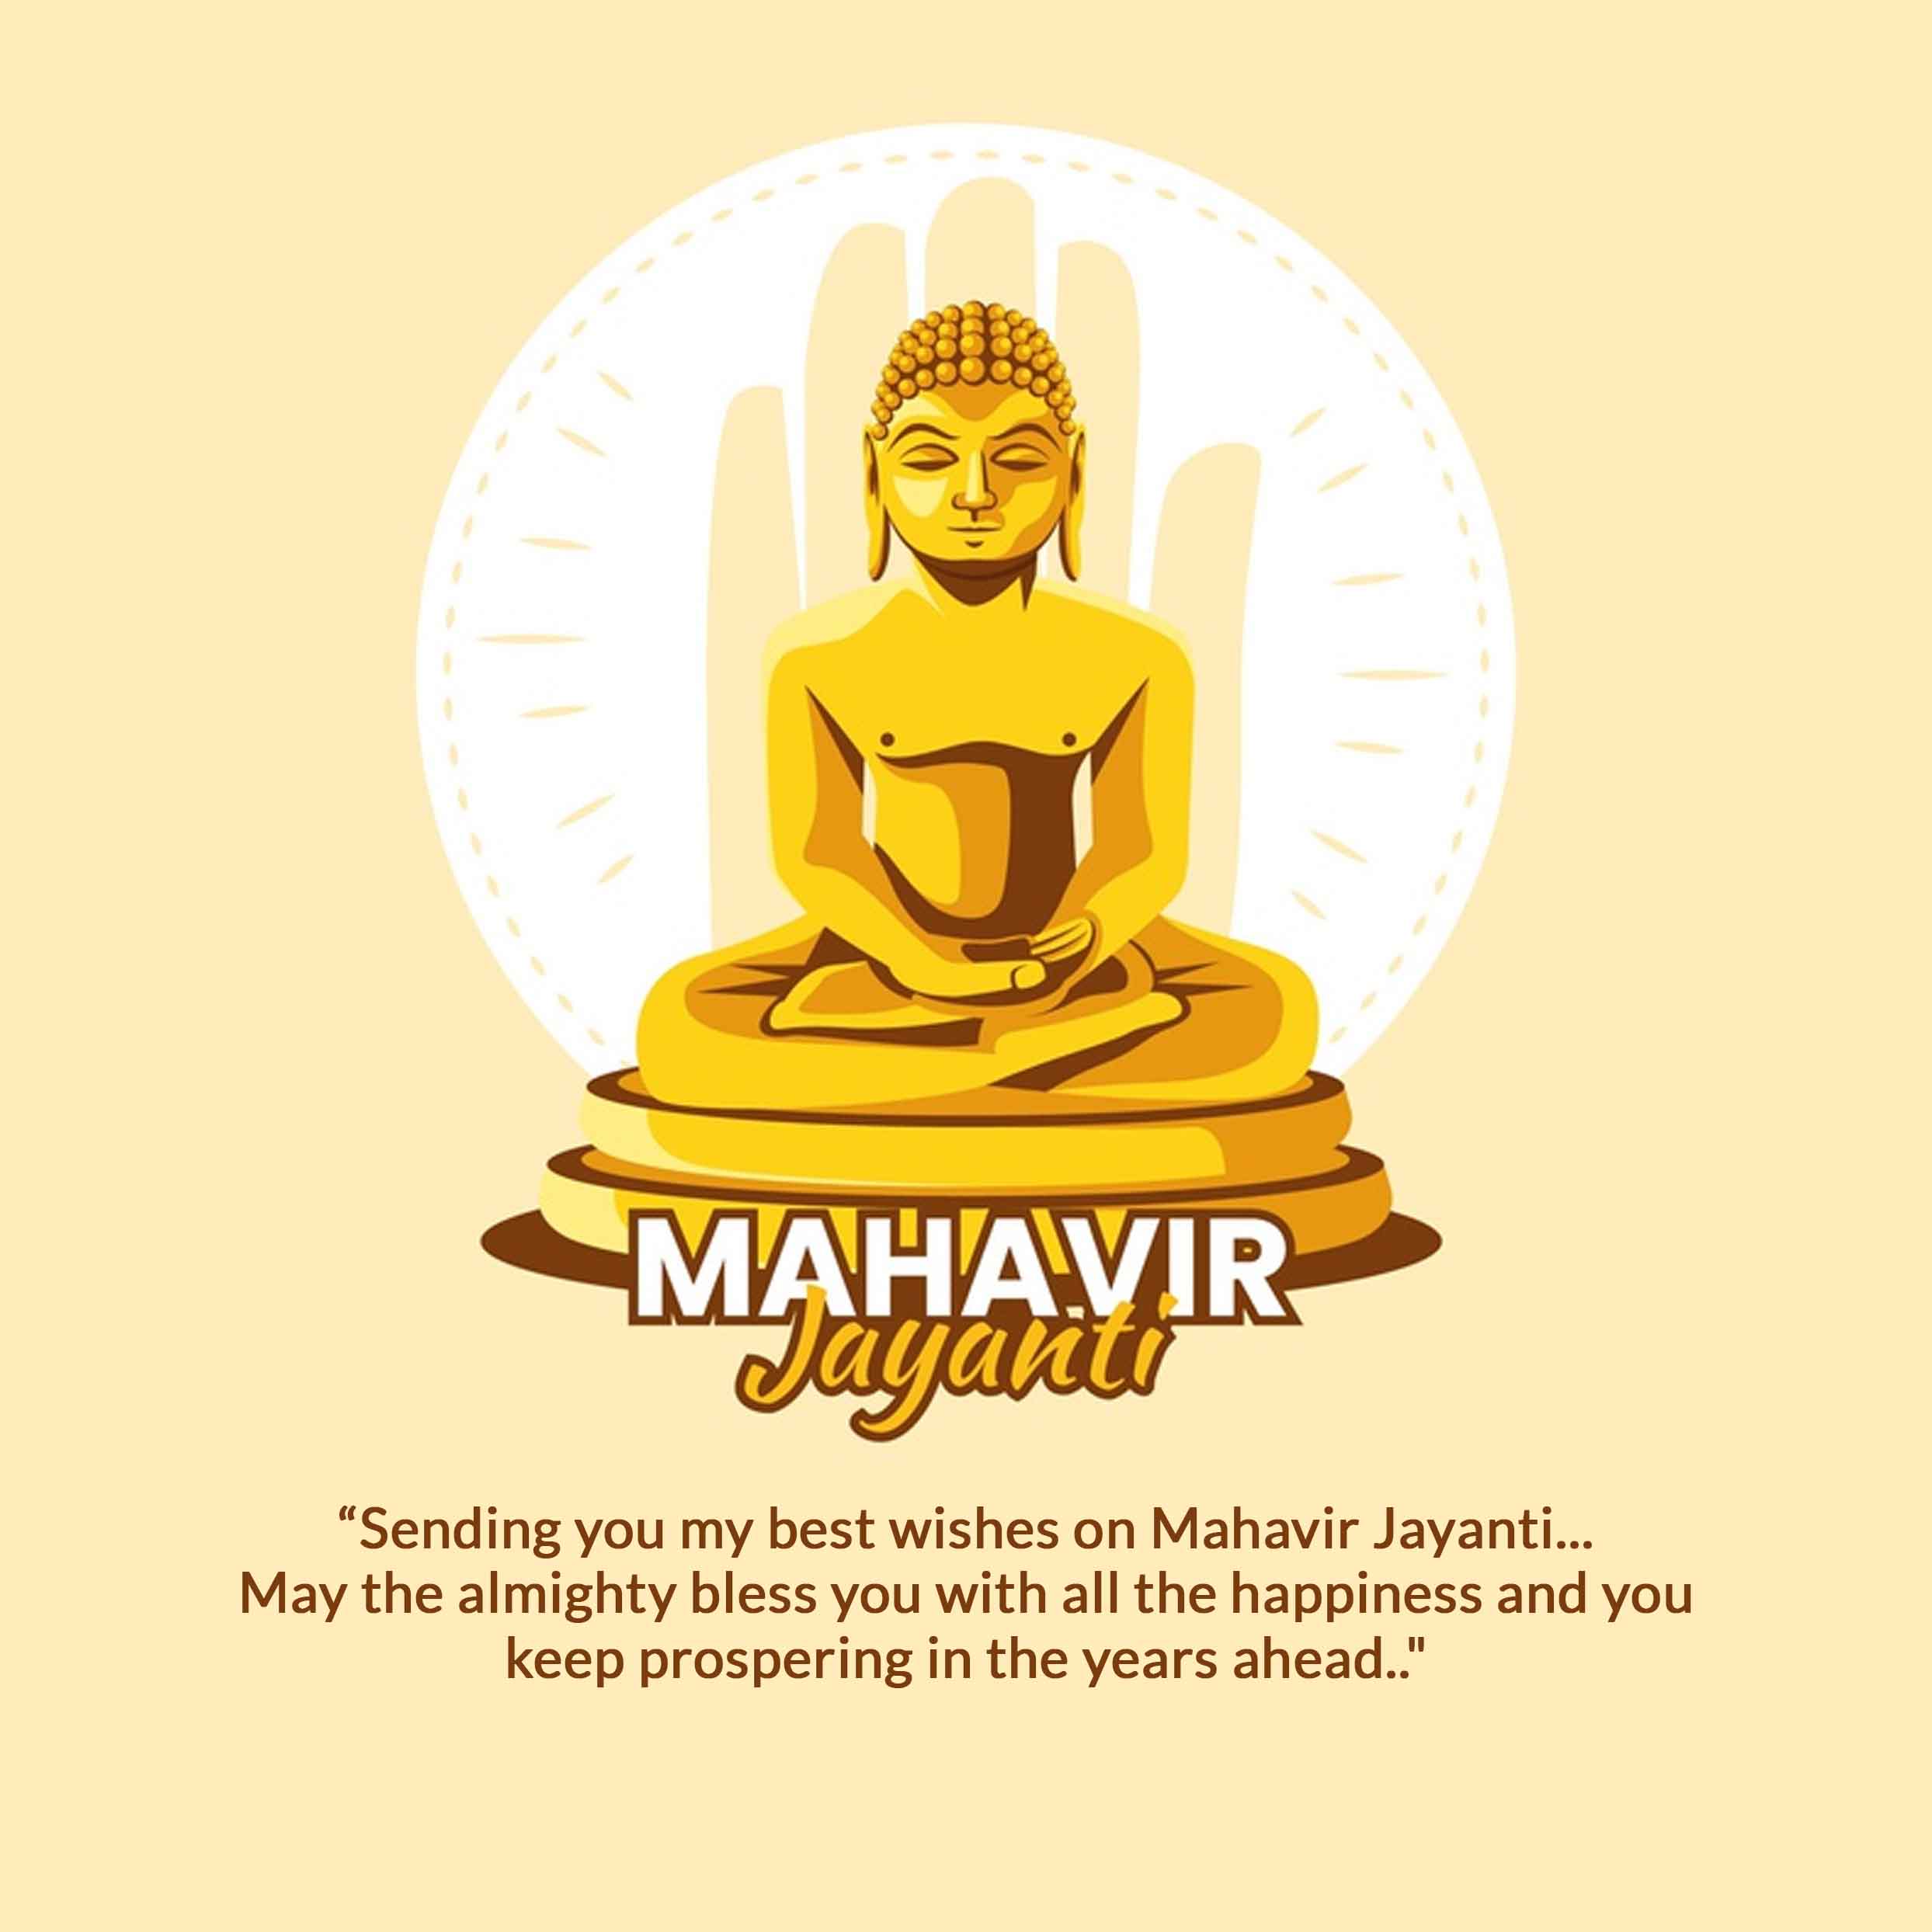 MAHAVIR
Jayanti
“Sending you my best wishes on Mahavir Jayanti...
May the almighty bless you with all the happiness and you
keep prospering in the years ahead.."